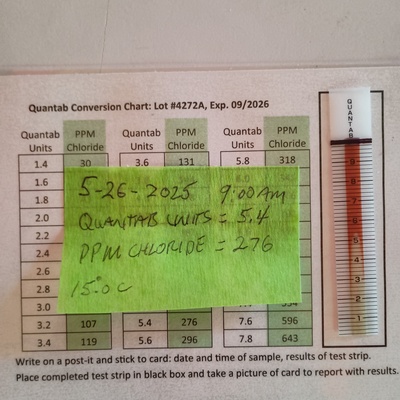 Quantab Conversion Chart: Lot #4272A, Exp. 09/2026
Quantab Units PPM Chloride Quantab Units PPM Chloride Quantab Units PPM Chloride
1.4 30 3.6 131 5.8 318
1.6
1.8
2.0
2.2
2.4
2.6
2.8
3.0
3.2 107 5.4 276 7.6 596
3.4 119 5.6 296 7.8 643
5-26-2025 9:00AM
QUANTAB UNITS = 5.4
PPM CHLORIDE = 276
15°C
Write on a post-it and stick to card: date and time of sample, results of test strip.
Place completed test strip in black box and take a picture of card to report with results.
QUANTAB
9
8
7
6
5
4
3
2
1